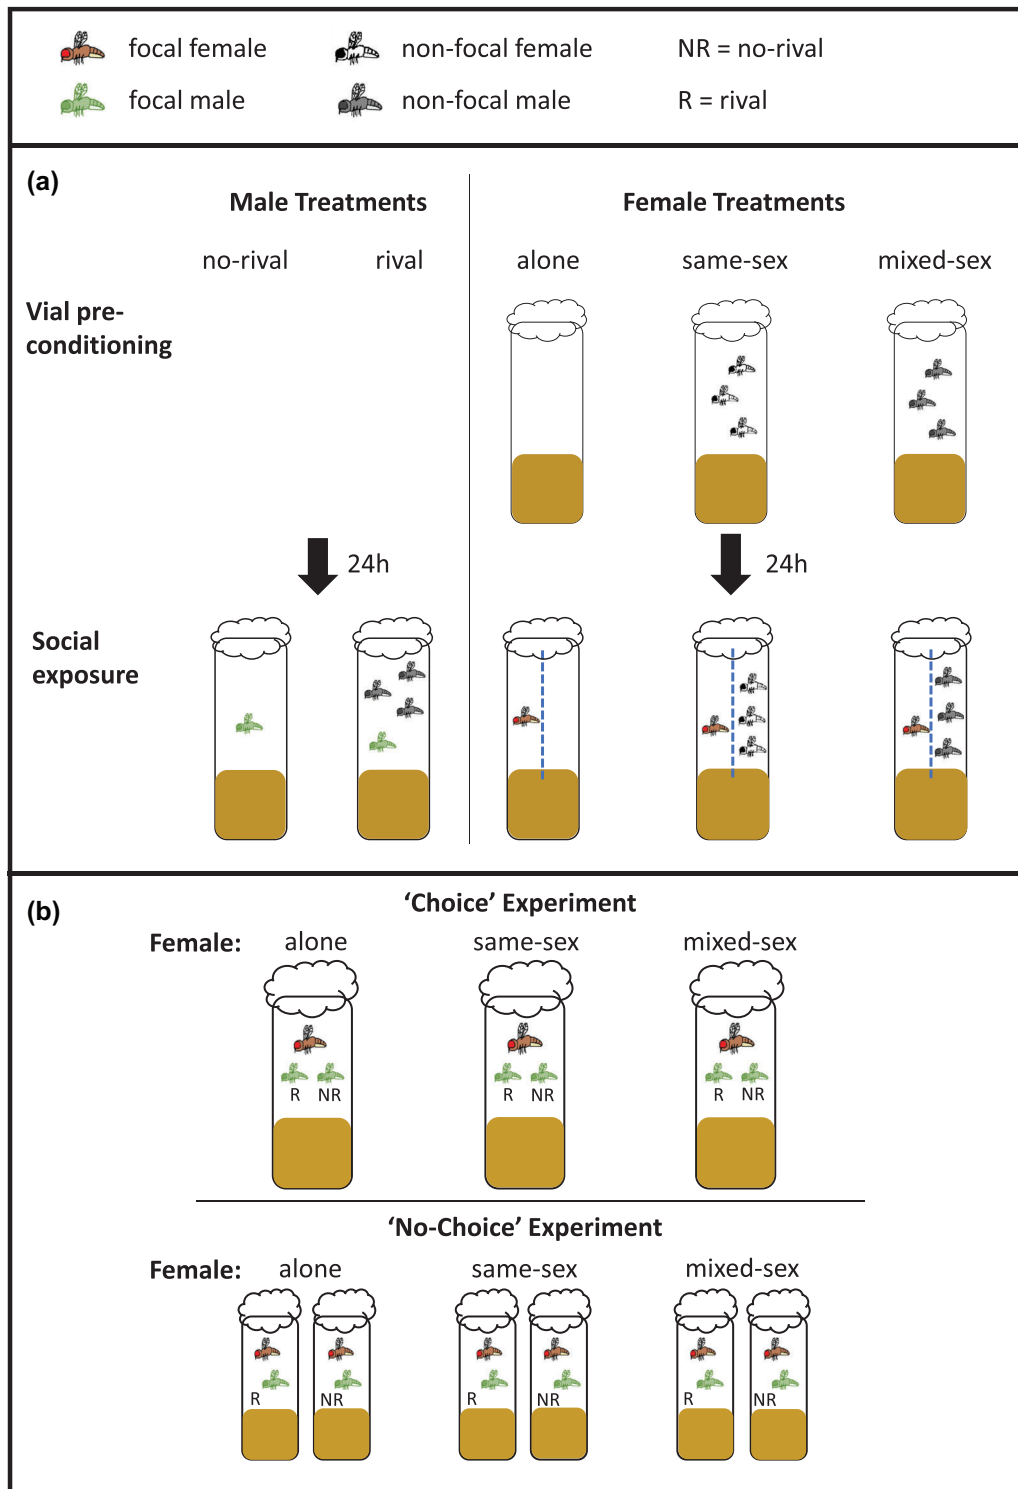 focal female
non-focal female
NR = no-rival
focal male
non-focal male
R = rival
(a)
Male Treatments
Female Treatments
no-rival
rival
alone
same-sex
mixed-sex
Vial pre-
conditioning
24h
24h
Social
exposure
(b)
‘Choice’ Experiment
Female:
alone
same-sex
mixed-sex
R
NR
R
NR
R
NR
‘No-Choice’ Experiment
Female:
alone
same-sex
mixed-sex
R
NR
R
NR
R
NR